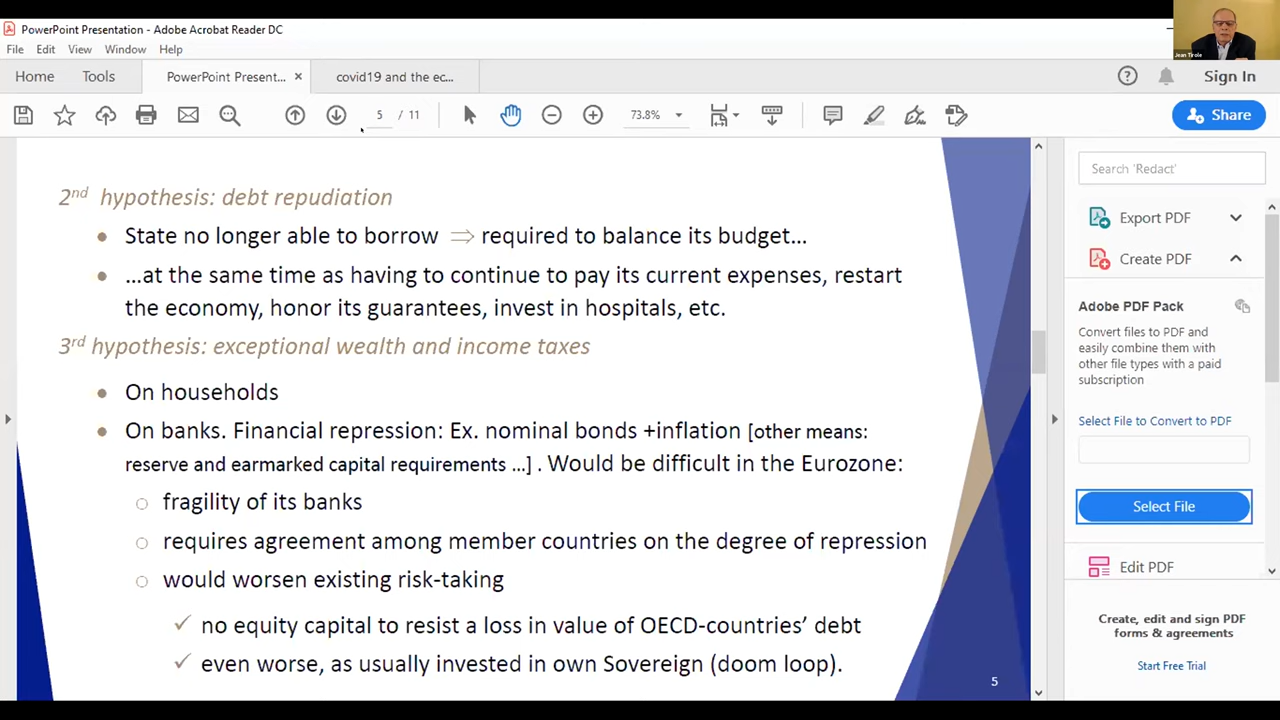 PowerPoint Presentation - Adobe Acrobat Reader DC
File Edit View Window Help
Jean Tirole
Home Tools PowerPoint Present... × covid19 and the ec... Sign In
5 / 11 73.8% Share
2nd hypothesis: debt repudiation
• State no longer able to borrow ⇒ required to balance its budget…
• …at the same time as having to continue to pay its current expenses, restart
the economy, honor its guarantees, invest in hospitals, etc.
3rd hypothesis: exceptional wealth and income taxes
• On households
• On banks. Financial repression: Ex. nominal bonds +inflation [other means:
reserve and earmarked capital requirements …] . Would be difficult in the Eurozone:
○ fragility of its banks
○ requires agreement among member countries on the degree of repression
○ would worsen existing risk-taking
✓ no equity capital to resist a loss in value of OECD-countries’ debt
✓ even worse, as usually invested in own Sovereign (doom loop).
5
Search 'Redact'
Export PDF
Create PDF
Adobe PDF Pack
Convert files to PDF and
easily combine them with
other file types with a paid
subscription
Select File to Convert to PDF
Select File
Edit PDF
Create, edit and sign PDF
forms & agreements
Start Free Trial